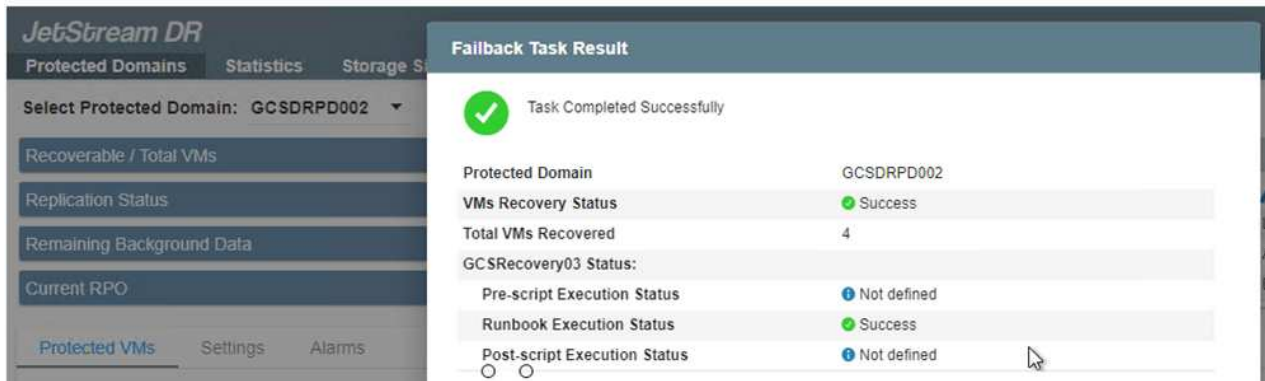 JetStream DR
Protected Domains Statistics Storage Si
Select Protected Domain: GCSDRPD002
Recoverable / Total VMs
Replication Status
Remaining Background Data
Current RPO
Protected VMs Settings Alarms
Failback Task Result
Task Completed Successfully
Protected Domain GCSDRPD002
VMs Recovery Status Success
Total VMs Recovered 4
GCSRecovery03 Status:
Pre-script Execution Status Not defined
Runbook Execution Status Success
Post-script Execution Status Not defined